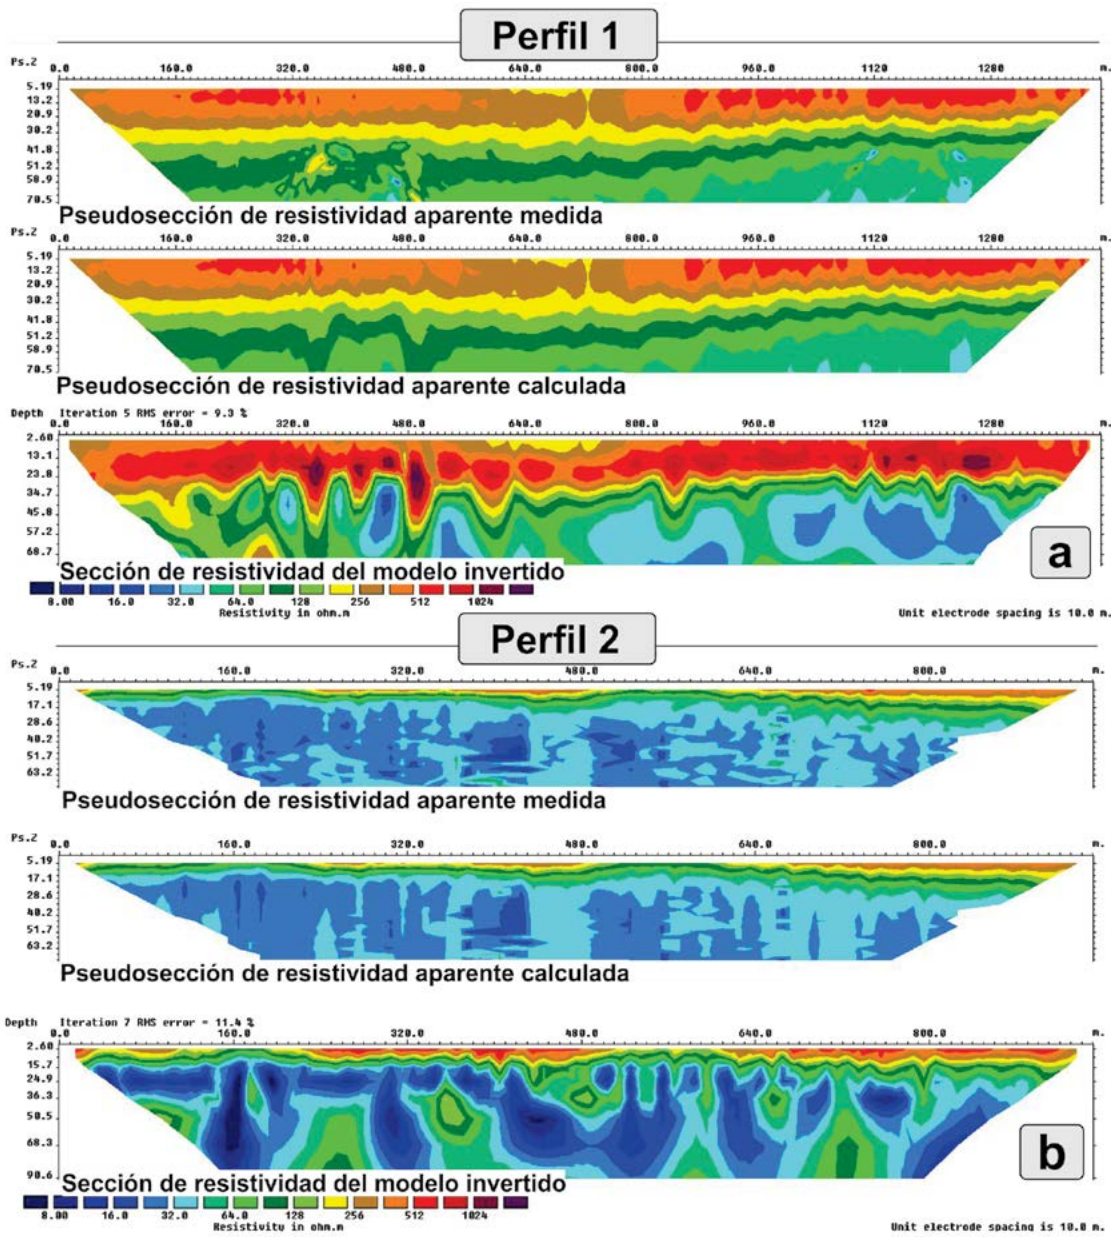 Perfil 1
Ps.Z 0.0 160.0 320.0 480.0 640.0 800.0 960.0 1120 1280 m.
5.19
13.2
20.9
30.2
41.8
51.2
58.9
70.5
Pseudosección de resistividad aparente medida
Ps.Z 0.0 160.0 320.0 480.0 640.0 800.0 960.0 1120 1280 m.
5.19
13.2
20.9
30.2
41.8
51.2
58.9
70.5
Pseudosección de resistividad aparente calculada
Depth Iteration 5 RMS error = 9.3 %
0.0 160.0 320.0 480.0 640.0 800.0 960.0 1120 1280 m.
2.60
13.1
23.8
34.7
45.8
57.2
68.7
a
Sección de resistividad del modelo invertido
8.00 16.0 32.0 64.0 128 256 512 1024
Resistivity in ohm.m
Unit electrode spacing is 10.0 m.
Perfil 2
Ps.Z 0.0 160.0 320.0 480.0 640.0 800.0 m.
5.19
17.1
28.6
40.2
51.7
63.2
Pseudosección de resistividad aparente medida
Ps.Z 0.0 160.0 320.0 480.0 640.0 800.0 m.
5.19
17.1
28.6
40.2
51.7
63.2
Pseudosección de resistividad aparente calculada
Depth Iteration 7 RMS error = 11.4 %
0.0 160.0 320.0 480.0 640.0 800.0 m.
2.60
15.7
24.9
36.3
50.5
68.3
90.6
b
Sección de resistividad del modelo invertido
8.00 16.0 32.0 64.0 128 256 512 1024
Resistivity in ohm.m
Unit electrode spacing is 10.0 m.